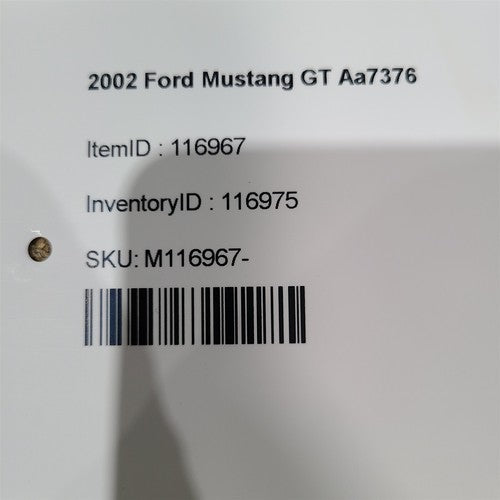 2002 Ford Mustang GT Aa7376
ItemID : 116967
InventoryID : 116975
SKU: M116967-